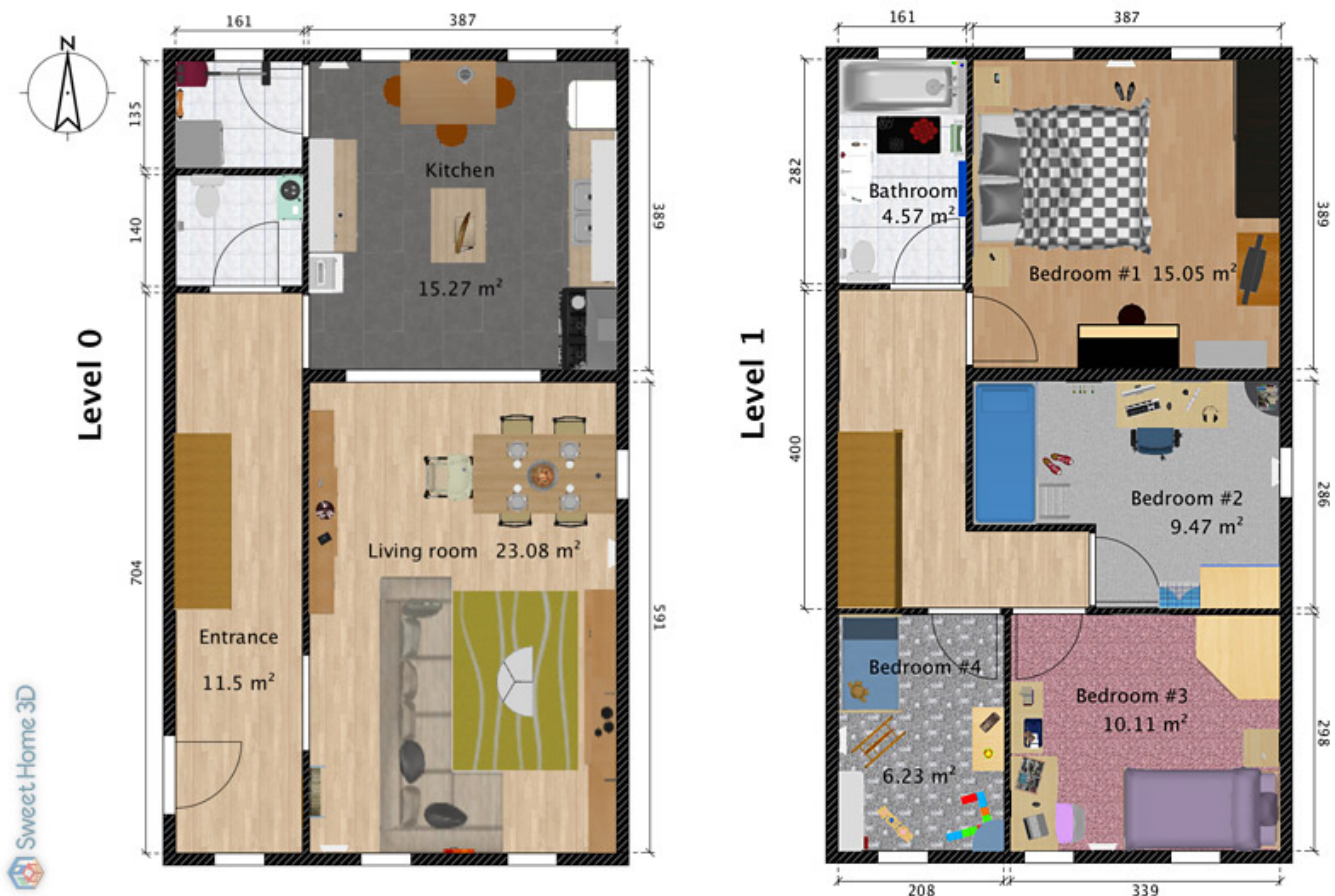 N
161
387
135
140
704
389
591
Level 0
Kitchen
15.27 m²
Living room 23.08 m²
Entrance
11.5 m²
Sweet Home 3D
161
387
282
400
389
286
298
208
339
Level 1
Bathroom
4.57 m²
Bedroom #1 15.05 m²
Bedroom #2
9.47 m²
Bedroom #4
6.23 m²
Bedroom #3
10.11 m²